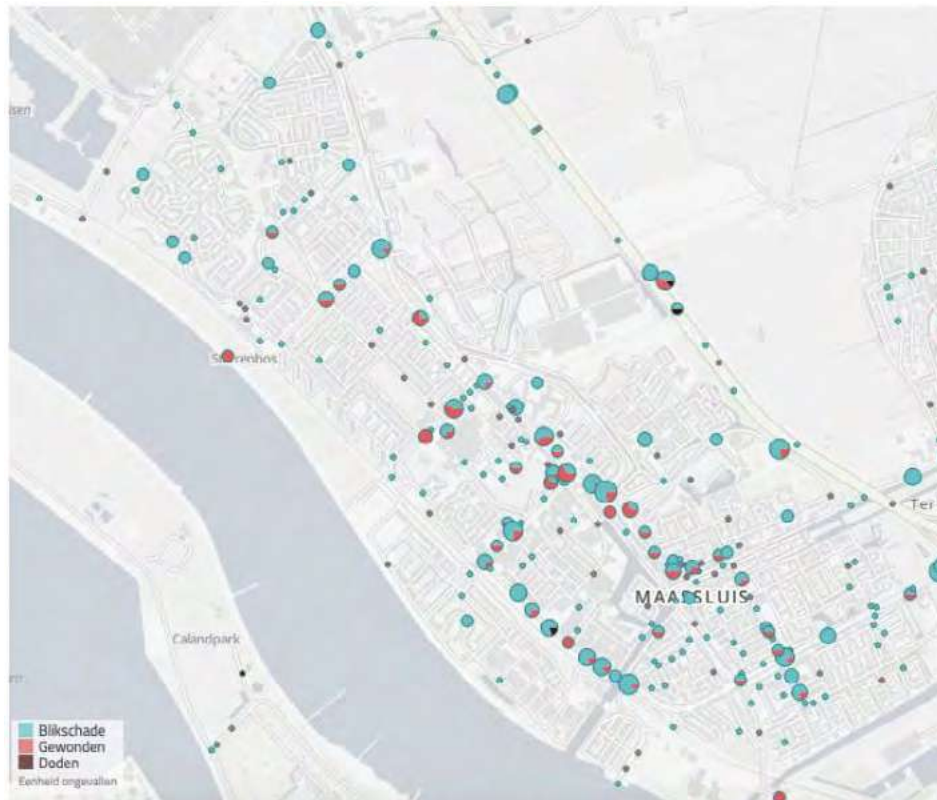 Steenbos
MAASSLUIS
Ter
Calandpark
Blikschade
Gewonden
Doden
Eenheid ongevallen